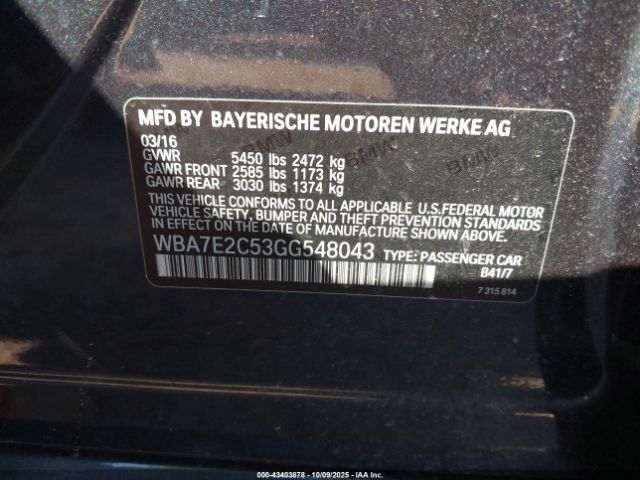 MFD BY BAYERISCHE MOTOREN WERKE AG
03/16
GVWR 5450 lbs 2472 kg
GAWR FRONT 2585 lbs 1173 kg
GAWR REAR 3030 lbs 1374 kg
THIS VEHICLE CONFORMS TO ALL APPLICABLE U.S.FEDERAL MOTOR
VEHICLE SAFETY, BUMPER AND THEFT PREVENTION STANDARDS
IN EFFECT ON THE DATE OF MANUFACTURE SHOWN ABOVE.
WBA7E2C53GG548043 TYPE: PASSENGER CAR
B41/7
7 315 814
000-43403878 - 10/09/2025 - IAA Inc.